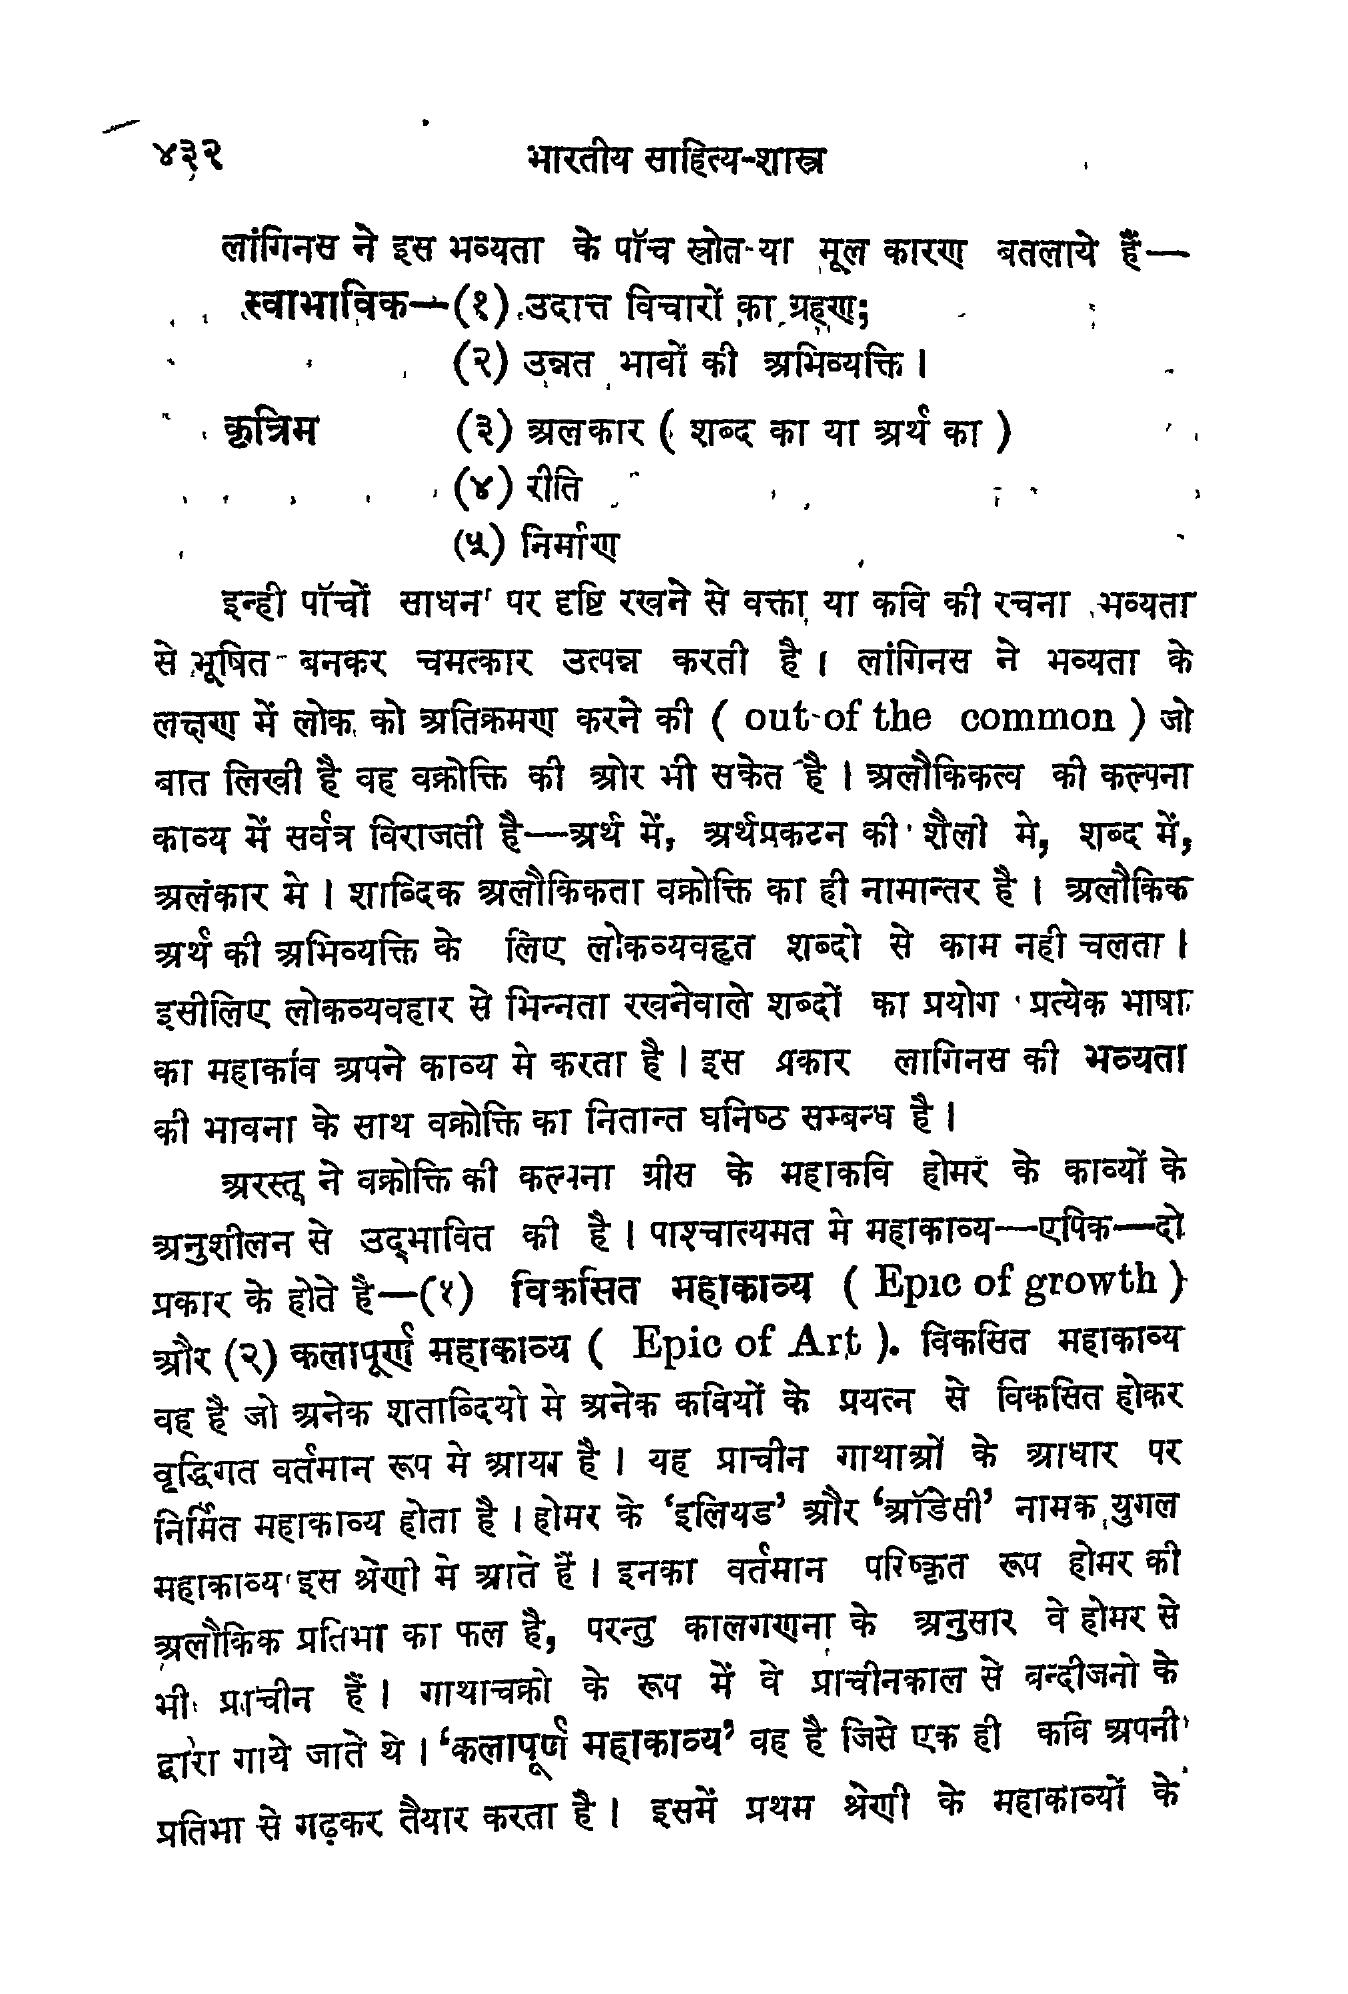 ४३२ भारतीय साहित्य-शास्त्र
लांगिनस ने इस भव्यता के पाँच स्रोत या मूल कारण बतलाये हैं—
स्वाभाविक—(१) उदात्त विचारों का ग्रहण;
(२) उन्नत भावों की अभिव्यक्ति।
कृत्रिम (३) अलकार ( शब्द का या अर्थ का )
(४) रीति
(५) निर्माण
इन्ही पाँचों साधन पर दृष्टि रखने से वक्ता या कवि की रचना भव्यता
से भूषित बनकर चमत्कार उत्पन्न करती है। लांगिनस ने भव्यता के
लक्षण में लोक को अतिक्रमण करने की ( out of the common ) जो
बात लिखी है वह वक्रोक्ति की ओर भी सकेत है। अलौकिकत्व की कल्पना
काव्य में सर्वत्र विराजती है—अर्थ में, अर्थप्रकटन की शैली मे, शब्द में,
अलंकार मे। शाब्दिक अलौकिकता वक्रोक्ति का ही नामान्तर है। अलौकिक
अर्थ की अभिव्यक्ति के लिए लोकव्यवहृत शब्दो से काम नही चलता।
इसीलिए लोकव्यवहार से भिन्नता रखनेवाले शब्दों का प्रयोग प्रत्येक भाषा
का महाकवि अपने काव्य मे करता है। इस प्रकार लागिनस की भव्यता
की भावना के साथ वक्रोक्ति का नितान्त घनिष्ठ सम्बन्ध है।
अरस्तू ने वक्रोक्ति की कल्पना ग्रीस के महाकवि होमर के काव्यों के
अनुशीलन से उद्भावित की है। पाश्चात्यमत मे महाकाव्य—एपिक—दो
प्रकार के होते है—(१) विकसित महाकाव्य ( Epic of growth )
और (२) कलापूर्ण महाकाव्य ( Epic of Art ). विकसित महाकाव्य
वह है जो अनेक शताब्दियो मे अनेक कवियों के प्रयत्न से विकसित होकर
वृद्धिगत वर्तमान रूप मे आया है। यह प्राचीन गाथाओं के आधार पर
निर्मित महाकाव्य होता है। होमर के ‘इलियड’ और ‘ऑडेसी’ नामक युगल
महाकाव्य इस श्रेणी मे आते हैं। इनका वर्तमान परिष्कृत रूप होमर की
अलौकिक प्रतिभा का फल है, परन्तु कालगणना के अनुसार वे होमर से
भी प्राचीन हैं। गाथाचक्रो के रूप में वे प्राचीनकाल से वन्दीजनो के
द्वारा गाये जाते थे। ‘कलापूर्ण महाकाव्य’ वह है जिसे एक ही कवि अपनी
प्रतिभा से गढ़कर तैयार करता है। इसमें प्रथम श्रेणी के महाकाव्यों के